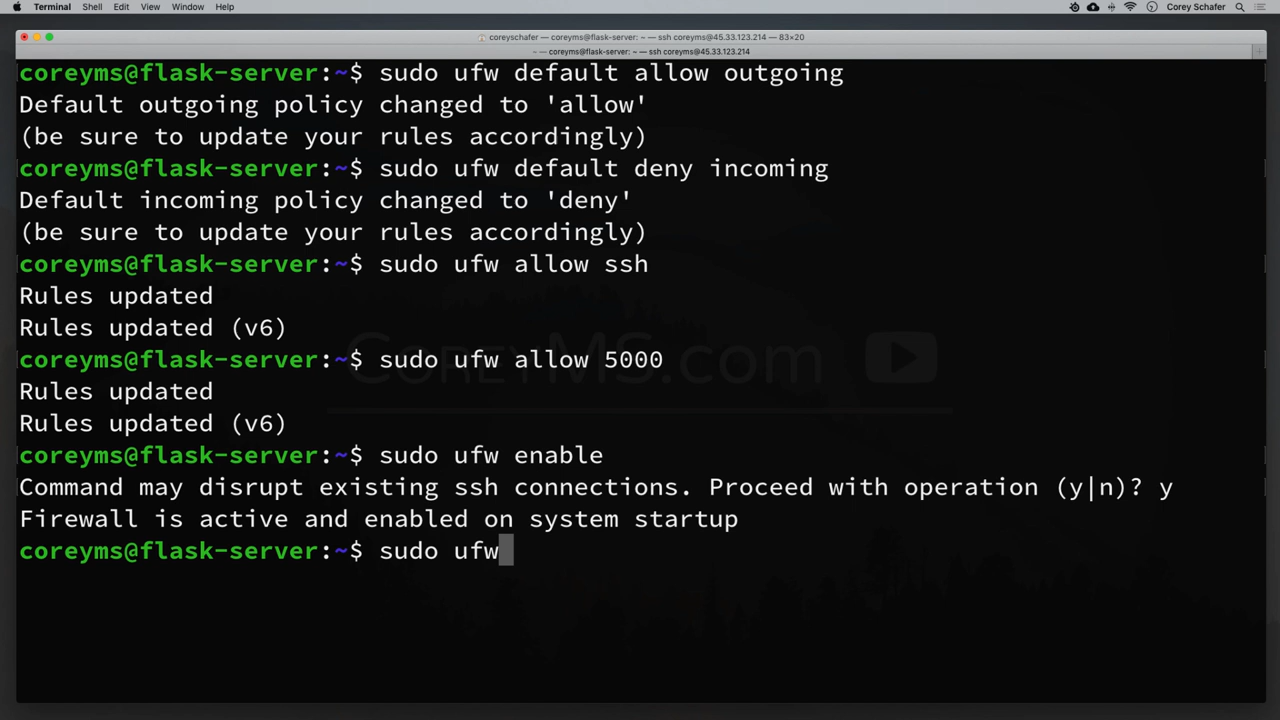 Terminal Shell Edit View Window Help Corey Schafer
coreyschafer — coreyms@flask-server: ~ — ssh coreyms@45.33.123.214 — 83×20
~ — coreyms@flask-server: ~ — ssh coreyms@45.33.123.214
coreyms@flask-server:~$ sudo ufw default allow outgoing
Default outgoing policy changed to 'allow'
(be sure to update your rules accordingly)
coreyms@flask-server:~$ sudo ufw default deny incoming
Default incoming policy changed to 'deny'
(be sure to update your rules accordingly)
coreyms@flask-server:~$ sudo ufw allow ssh
Rules updated
Rules updated (v6)
coreyms@flask-server:~$ sudo ufw allow 5000
CoreyMS.com
Rules updated
Rules updated (v6)
coreyms@flask-server:~$ sudo ufw enable
Command may disrupt existing ssh connections. Proceed with operation (y|n)? y
Firewall is active and enabled on system startup
coreyms@flask-server:~$ sudo ufw